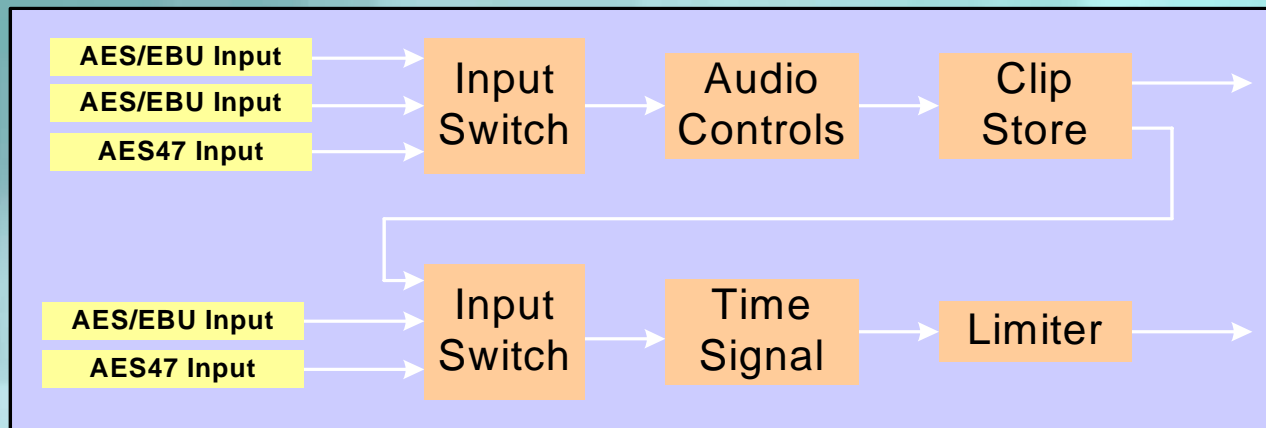 AES/EBU Input
AES/EBU Input
AES47 Input
Input
Switch
Audio
Controls
Clip
Store
AES/EBU Input
AES47 Input
Input
Switch
Time
Signal
Limiter